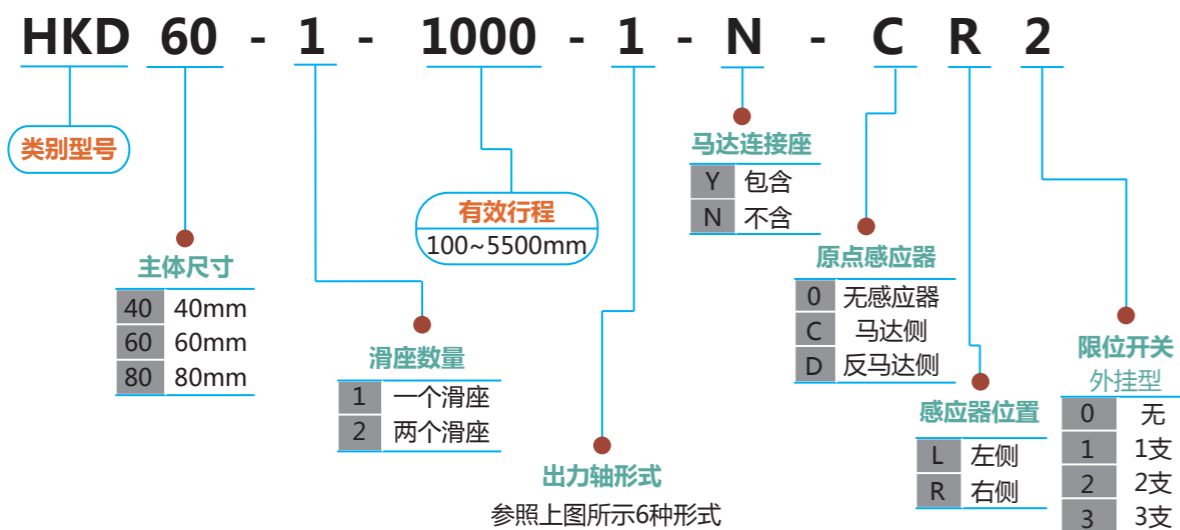 HKD 60 - 1 - 1000 - 1 - N - C R 2
类别型号
主体尺寸
40 40mm
60 60mm
80 80mm
滑座数量
1 一个滑座
2 两个滑座
有效行程
100~5500mm
出力轴形式
参照上图所示6种形式
马达连接座
Y 包含
N 不含
原点感应器
0 无感应器
C 马达侧
D 反马达侧
感应器位置
L 左侧
R 右侧
限位开关
外挂型
0 无
1 1支
2 2支
3 3支